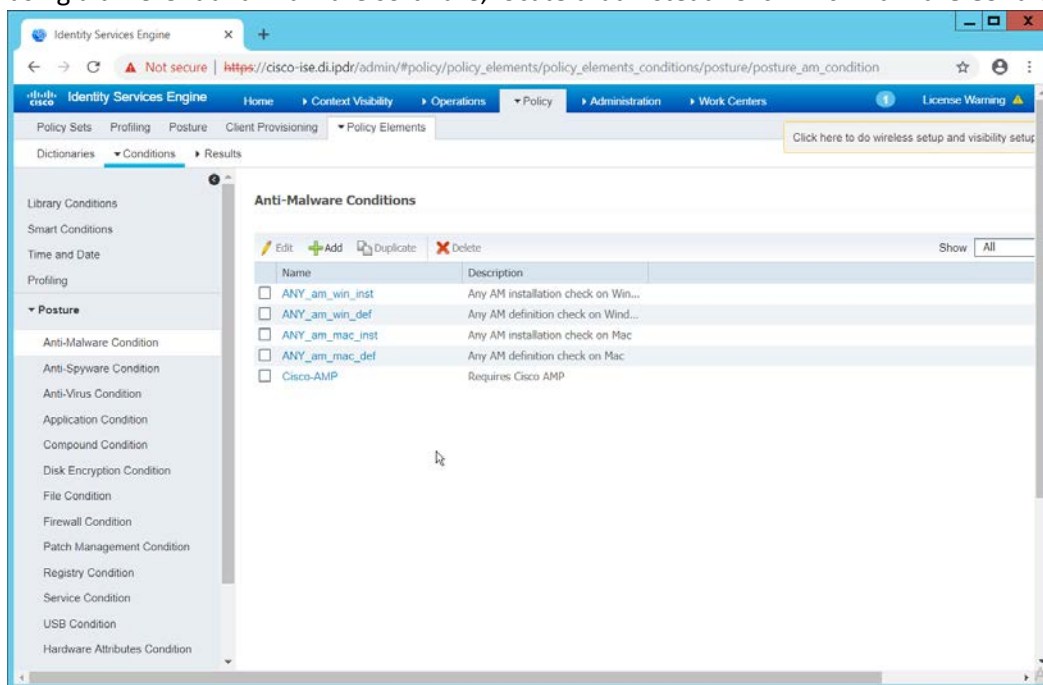 Identity Services Engine
Not secure | https://cisco-ise.di.ipdr/admin/#policy/policy_elements/policy_elements_conditions/posture/posture_am_condition
cisco Identity Services Engine Home Context Visibility Operations Policy Administration Work Centers 1 License Warning
Policy Sets Profiling Posture Client Provisioning Policy Elements
Click here to do wireless setup and visibility setup
Dictionaries Conditions Results
Library Conditions
Smart Conditions
Time and Date
Profiling
Posture
Anti-Malware Condition
Anti-Spyware Condition
Anti-Virus Condition
Application Condition
Compound Condition
Disk Encryption Condition
File Condition
Firewall Condition
Patch Management Condition
Registry Condition
Service Condition
USB Condition
Hardware Attributes Condition
Anti-Malware Conditions
Edit Add Duplicate Delete Show All
Name Description
ANY_am_win_inst Any AM installation check on Win...
ANY_am_win_def Any AM definition check on Wind...
ANY_am_mac_inst Any AM installation check on Mac
ANY_am_mac_def Any AM definition check on Mac
Cisco-AMP Requires Cisco AMP